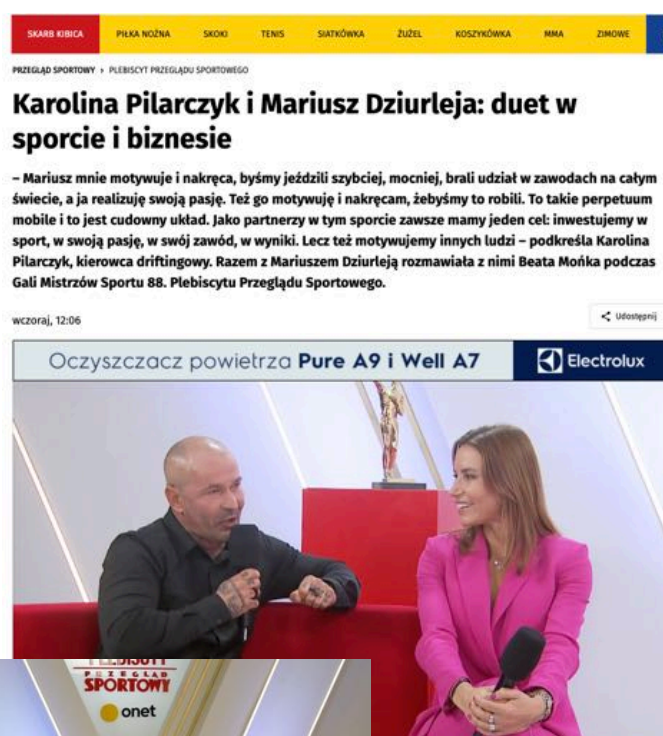 SKARB KIBICA PIŁKA NOŻNA SKOKI TENIS SIATKÓWKA ŻUŻEL KOSZYKÓWKA MMA ZIMOWE
PRZEGLĄD SPORTOWY › PLEBISCYT PRZEGLĄDU SPORTOWEGO
Karolina Pilarczyk i Mariusz Dziurleja: duet w
sporcie i biznesie
– Mariusz mnie motywuje i nakręca, byśmy jeździli szybciej, mocniej, brali udział w zawodach na całym
świecie, a ja realizuję swoją pasję. Też go motywuję i nakręcam, żebyśmy to robili. To takie perpetuum
mobile i to jest cudowny układ. Jako partnerzy w tym sporcie zawsze mamy jeden cel: inwestujemy w
sport, w swoją pasję, w swój zawód, w wyniki. Lecz też motywujemy innych ludzi – podkreśla Karolina
Pilarczyk, kierowca driftingowy. Razem z Mariuszem Dziurleją rozmawiała z nimi Beata Mońka podczas
Gali Mistrzów Sportu 88. Plebiscytu Przeglądu Sportowego.
wczoraj, 12:06
Udostępnij
Oczyszczacz powietrza Pure A9 i Well A7
Electrolux
PRZEGLĄD
SPORTOWY
onet